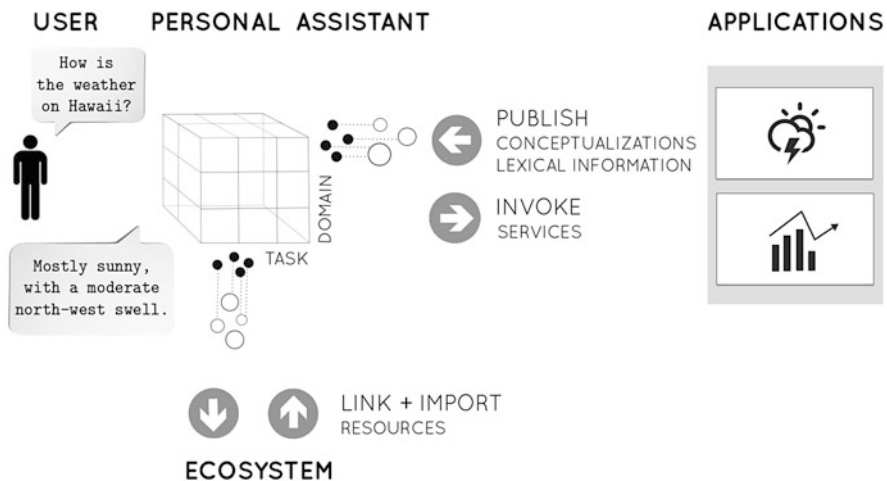 USER
PERSONAL ASSISTANT
APPLICATIONS
How is
the weather
on Hawaii?
PUBLISH
CONCEPTUALIZATIONS
LEXICAL INFORMATION
DOMAIN
INVOKE
SERVICES
TASK
Mostly sunny,
with a moderate
north-west swell.
LINK + IMPORT
RESOURCES
ECOSYSTEM